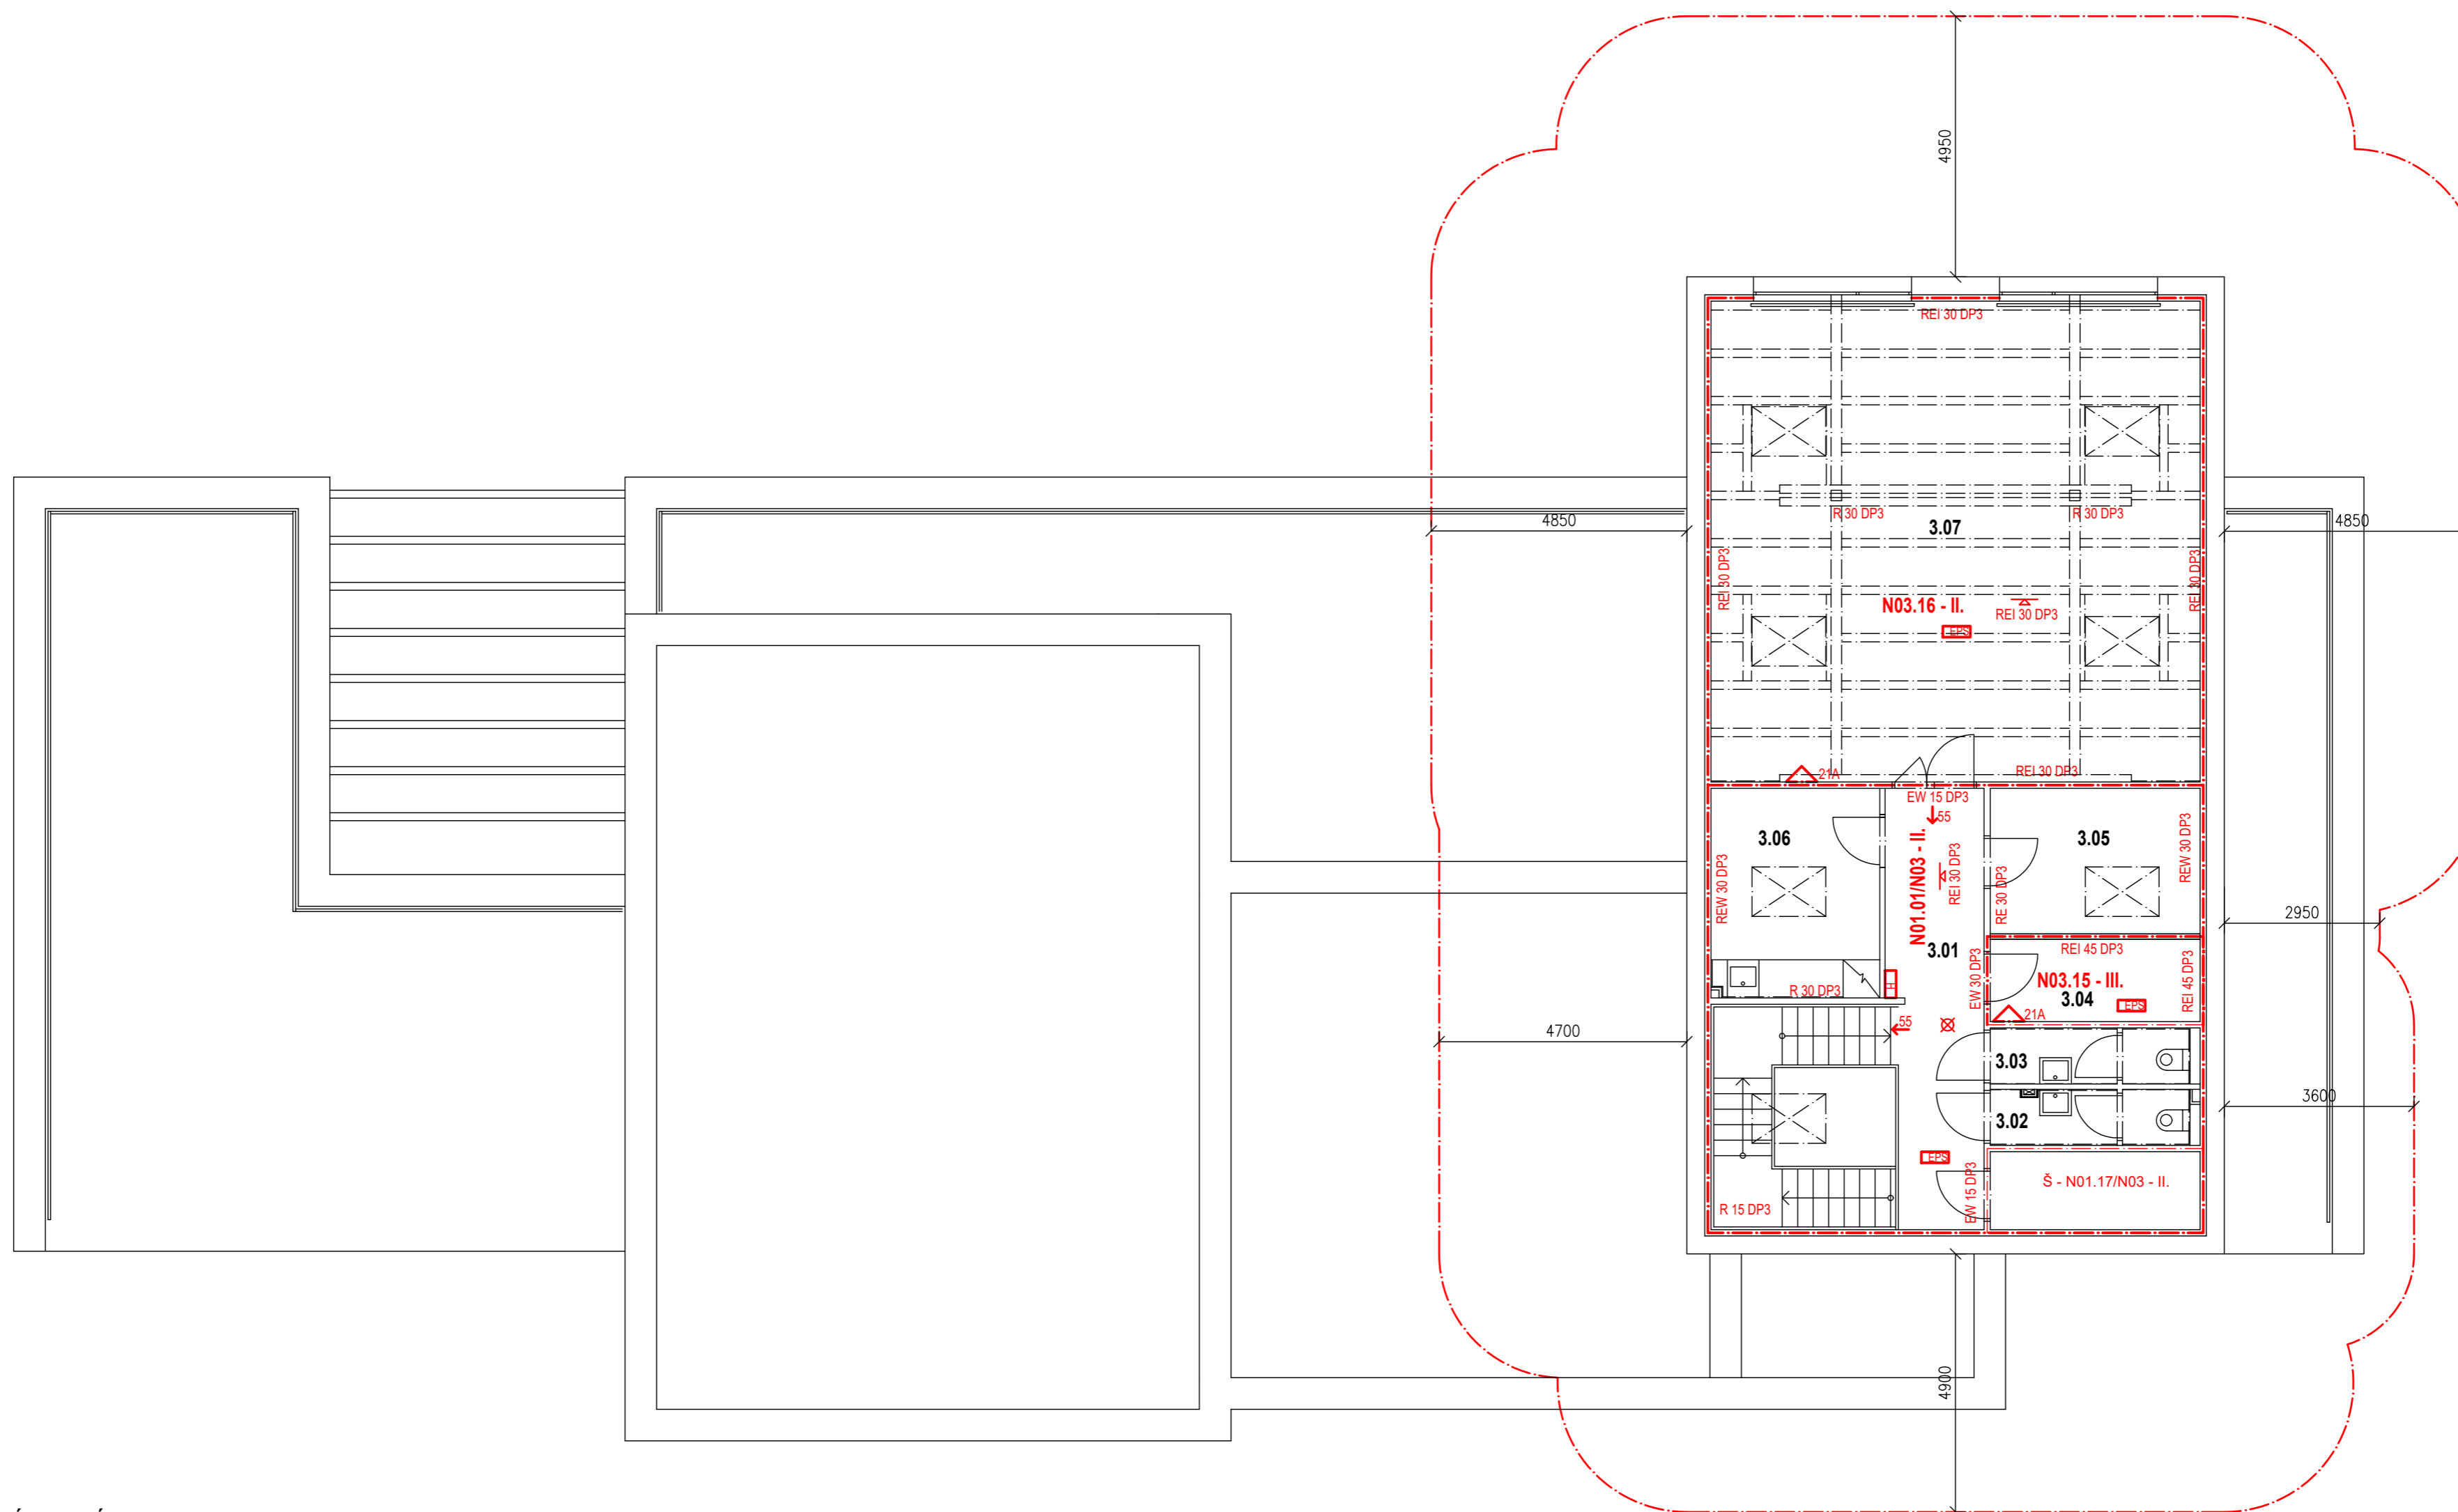 4950
REI 30 DP3
R 30 DP3
R 30 DP3
4850
4850
3.07
REI 30 DP3
REI 30 DP3
N03.16 - II.
REI 30 DP3
EPS
21A
REI 30 DP3
EW 15 DP3
55
3.06
3.05
N01.01/N03 - II.
REI 30 DP3
REW 30 DP3
REW 30 DP3
RE 30 DP3
2950
3.01
REI 45 DP3
EW 30 DP3
N03.15 - III.
REI 45 DP3
R 30 DP3
H
3.04
EPS
21A
55
4700
3.03
3600
3.02
EPS
EW 15 DP3
Š - N01.17/N03 - II.
R 15 DP3
4900